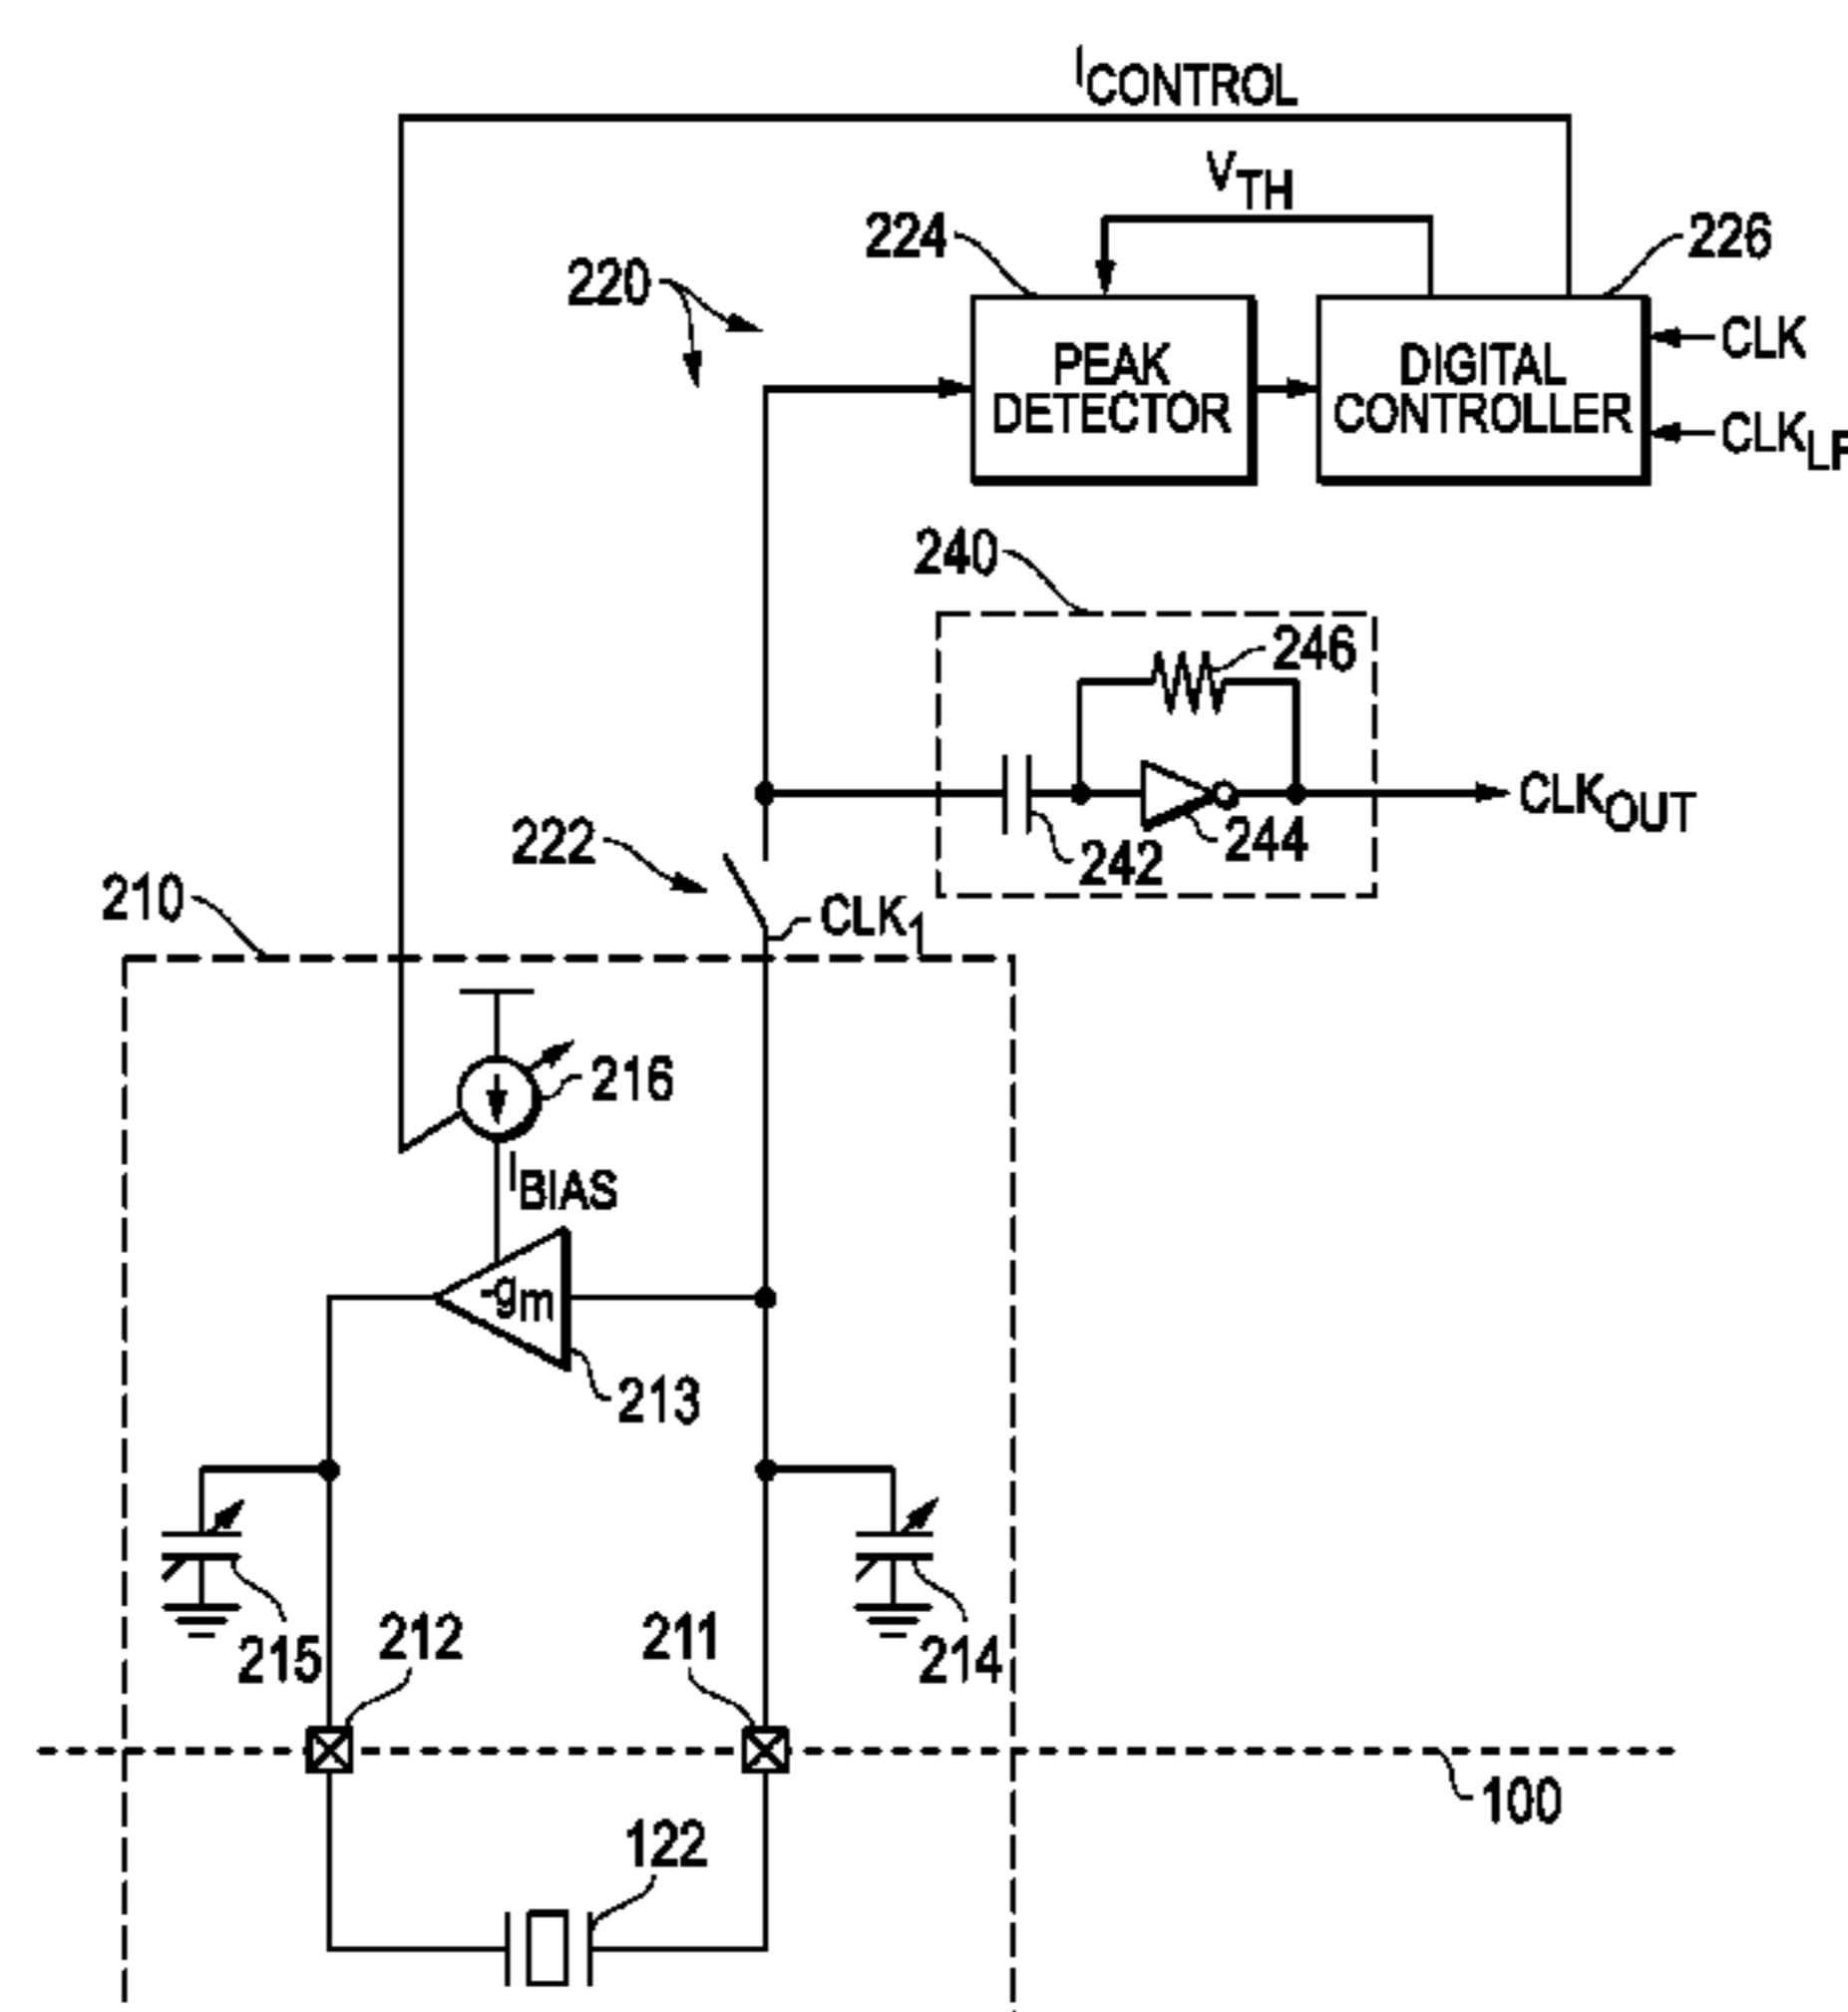 ICONTROL
VTH
224
226
220
PEAK
DETECTOR
DIGITAL
CONTROLLER
CLK
CLKLF
240
246
CLKOUT
244
242
222
CLK1
210
216
IBIAS
-gm
213
215
212
211
214
100
122